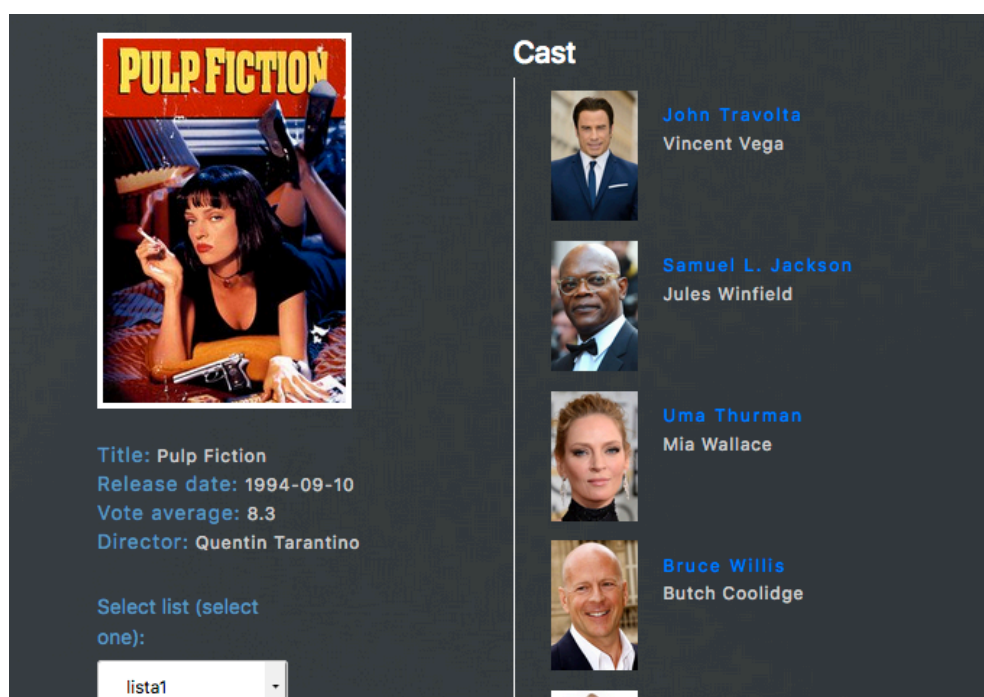 PULP FICTION
Title: Pulp Fiction
Release date: 1994-09-10
Vote average: 8.3
Director: Quentin Tarantino
Select list (select
one):
lista1
Cast
John Travolta
Vincent Vega
Samuel L. Jackson
Jules Winfield
Uma Thurman
Mia Wallace
Bruce Willis
Butch Coolidge